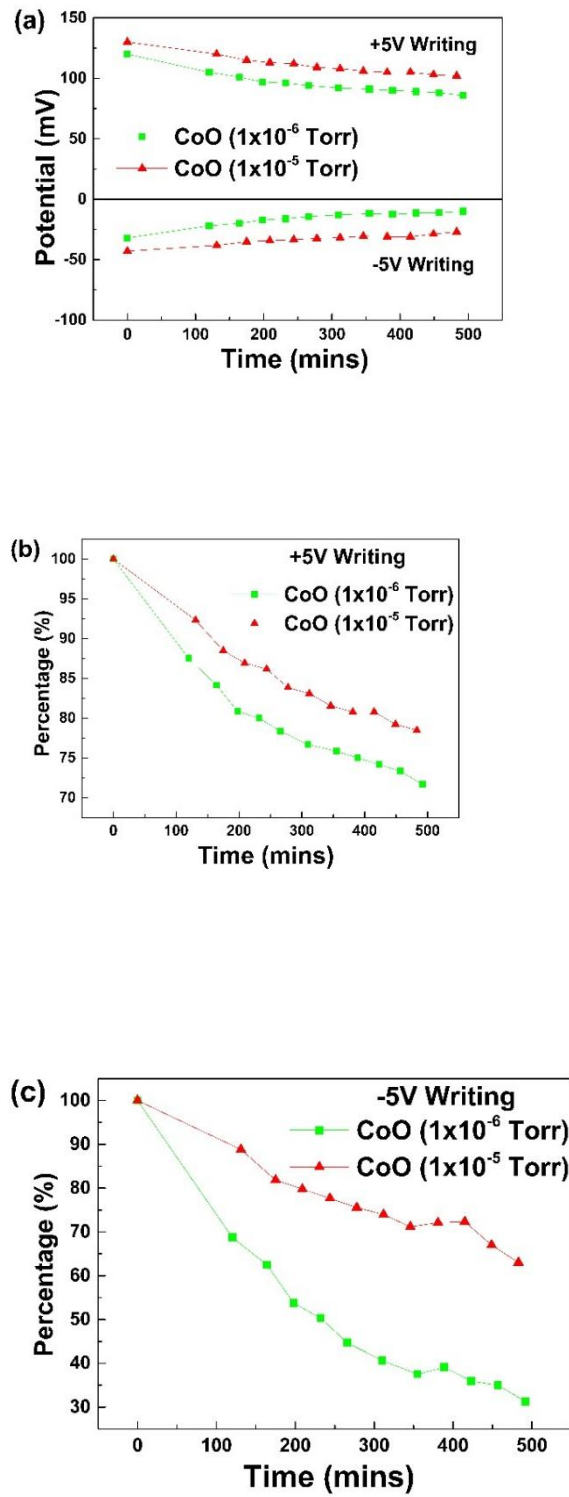 (a)
150
100
50
0
-50
-100
Potential (mV)
+5V Writing
CoO (1x10⁻⁶ Torr)
CoO (1x10⁻⁵ Torr)
-5V Writing
0 100 200 300 400 500
Time (mins)
(b)
100
95
90
85
80
75
70
Percentage (%)
+5V Writing
CoO (1x10⁻⁶ Torr)
CoO (1x10⁻⁵ Torr)
0 100 200 300 400 500
Time (mins)
(c)
100
90
80
70
60
50
40
30
Percentage (%)
-5V Writing
CoO (1x10⁻⁶ Torr)
CoO (1x10⁻⁵ Torr)
0 100 200 300 400 500
Time (mins)